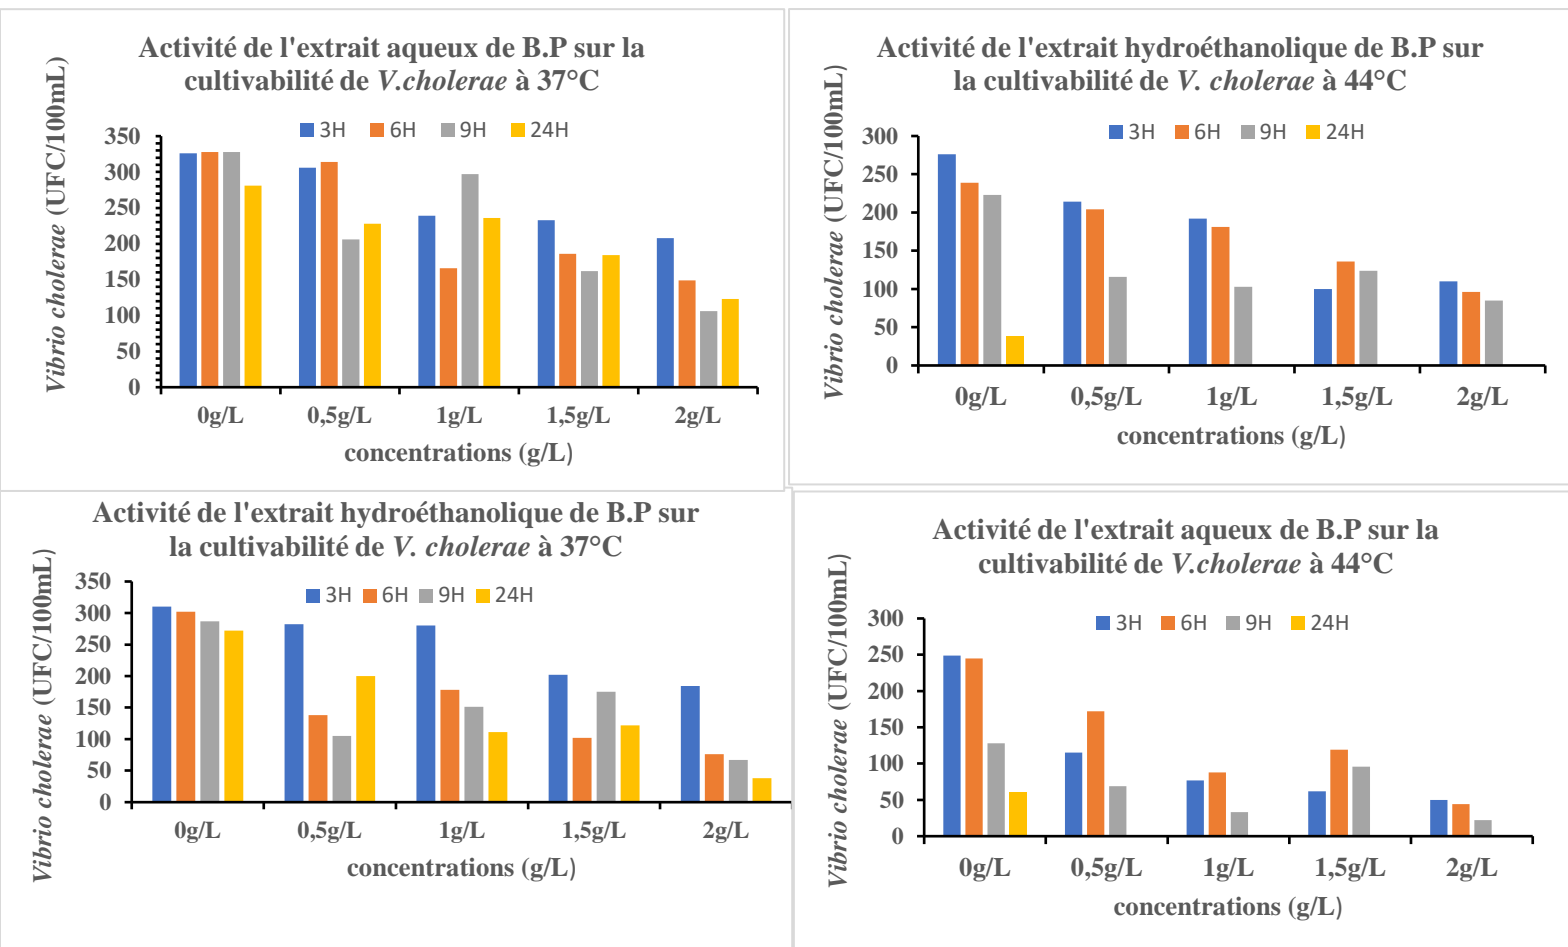 Activité de l'extrait aqueux de B.P sur la
cultivabilité de V.cholerae à 37°C
Vibrio cholerae (UFC/100mL)
3H 6H 9H 24H
350
300
250
200
150
100
50
0
0g/L 0,5g/L 1g/L 1,5g/L 2g/L
concentrations (g/L)
Activité de l'extrait hydroéthanolique de B.P sur
la cultivabilité de V. cholerae à 44°C
Vibrio cholerae (UFC/100mL)
3H 6H 9H 24H
300
250
200
150
100
50
0
0g/L 0,5g/L 1g/L 1,5g/L 2g/L
concentrations (g/L)
Activité de l'extrait hydroéthanolique de B.P sur
la cultivabilité de V. cholerae à 37°C
Vibrio cholerae (UFC/100mL)
3H 6H 9H 24H
350
300
250
200
150
100
50
0
0g/L 0,5g/L 1g/L 1,5g/L 2g/L
concentrations (g/L)
Activité de l'extrait aqueux de B.P sur la
cultivabilité de V.cholerae à 44°C
Vibrio cholerae (UFC/100mL)
3H 6H 9H 24H
300
250
200
150
100
50
0
0g/L 0,5g/L 1g/L 1,5g/L 2g/L
concentrations (g/L)